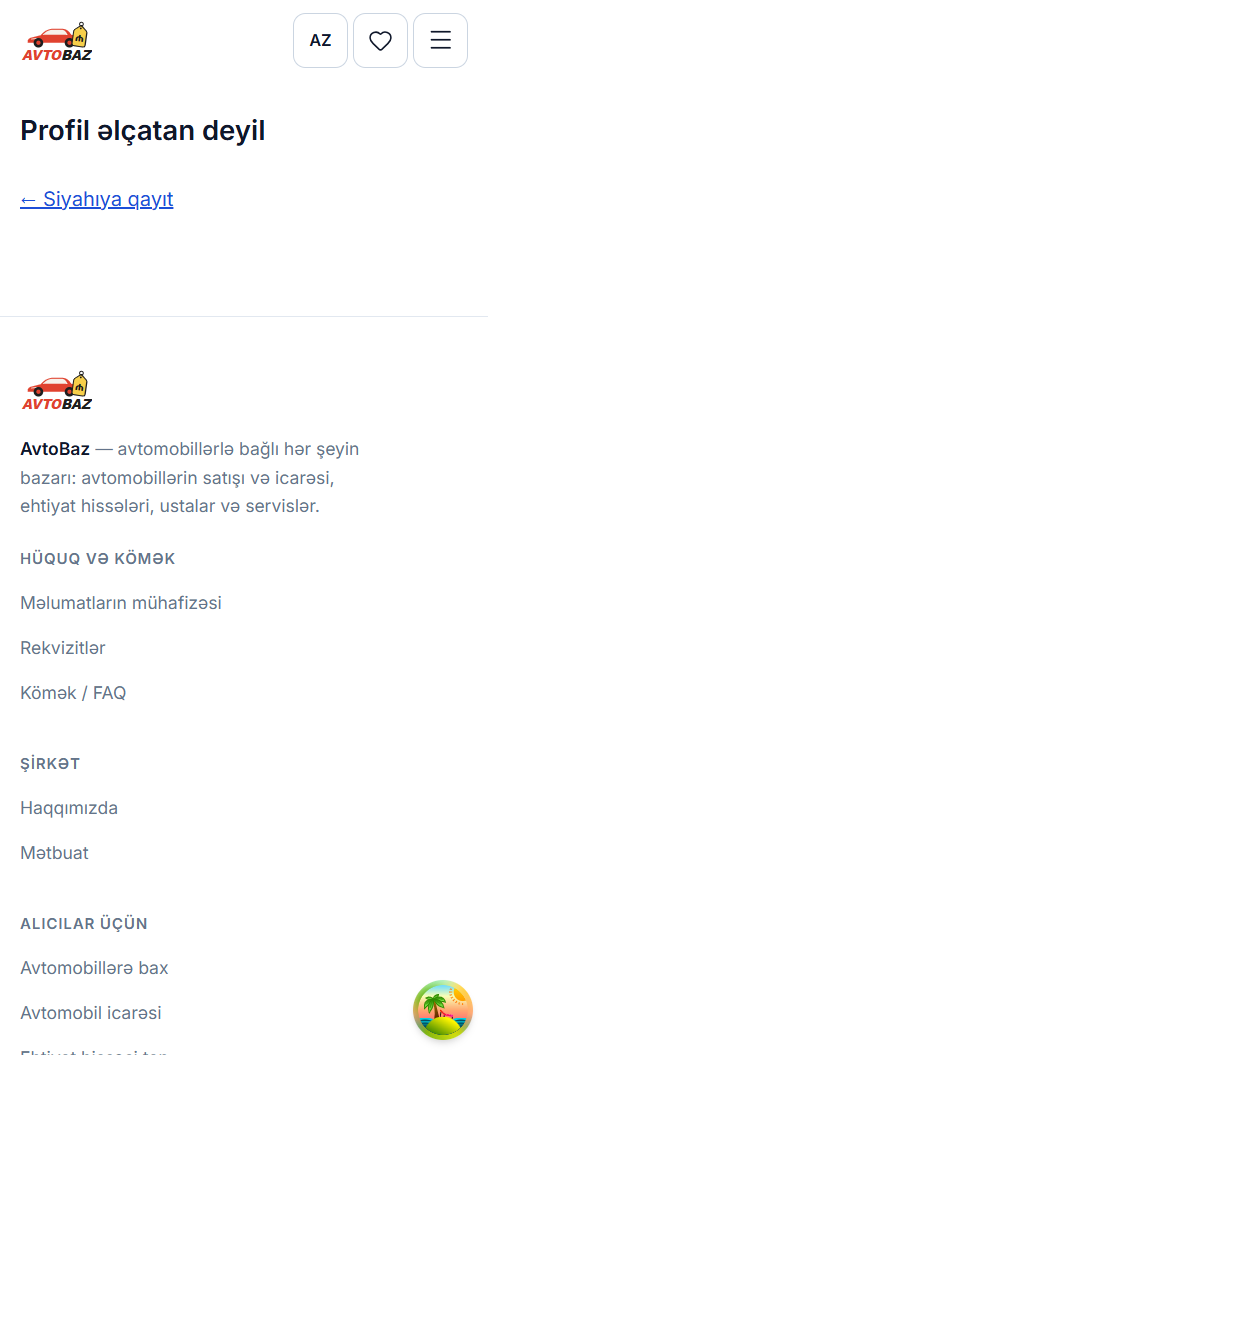 AVTOBAZ
AZ
Profil əlçatan deyil
← Siyahıya qayıt
AVTOBAZ
AvtoBaz — avtomobillərlə bağlı hər şeyin
bazarı: avtomobillərin satışı və icarəsi,
ehtiyat hissələri, ustalar və servislər.
HÜQUQ VƏ KÖMƏK
Məlumatların mühafizəsi
Rekvizitlər
Kömək / FAQ
ŞİRKƏT
Haqqımızda
Mətbuat
ALICILAR ÜÇÜN
Avtomobillərə bax
Avtomobil icarəsi